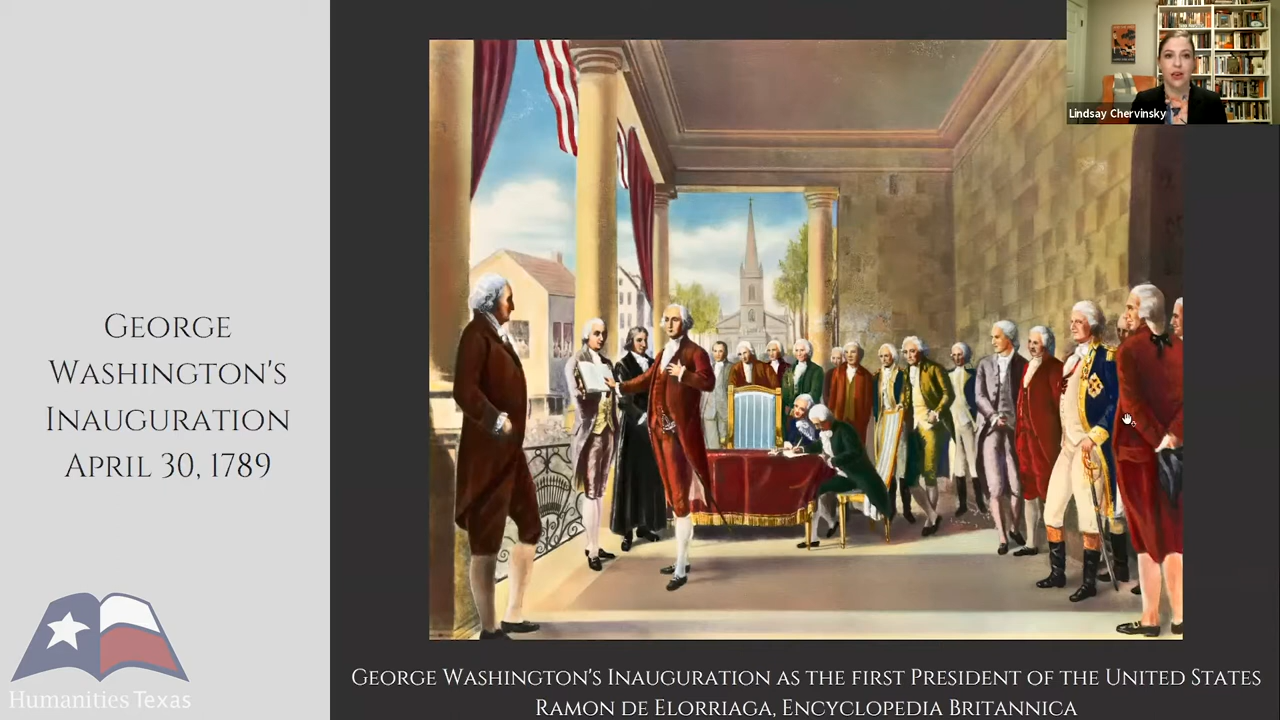 Lindsay Chervinsky
George
Washington's
Inauguration
April 30, 1789
Humanities Texas
George Washington's Inauguration as the first President of the United States
Ramon de Elorriaga, Encyclopedia Britannica